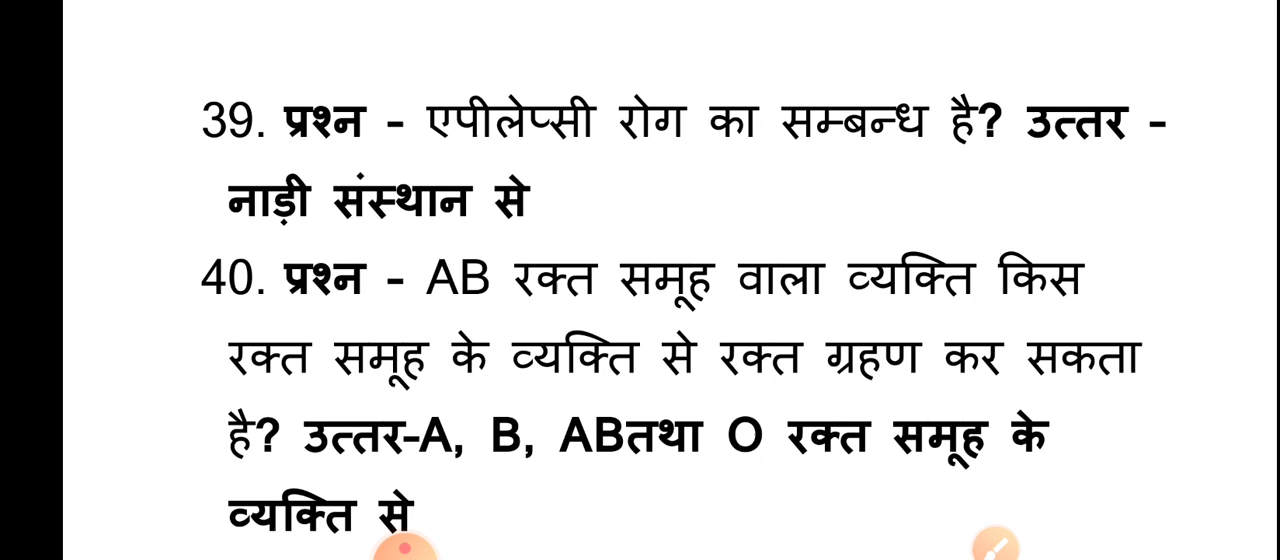 39. प्रश्न - एपीलेप्सी रोग का सम्बन्ध है? उत्तर -
नाड़ी संस्थान से
40. प्रश्न - AB रक्त समूह वाला व्यक्ति किस
रक्त समूह के व्यक्ति से रक्त ग्रहण कर सकता
है? उत्तर-A, B, ABतथा O रक्त समूह के
व्यक्ति से